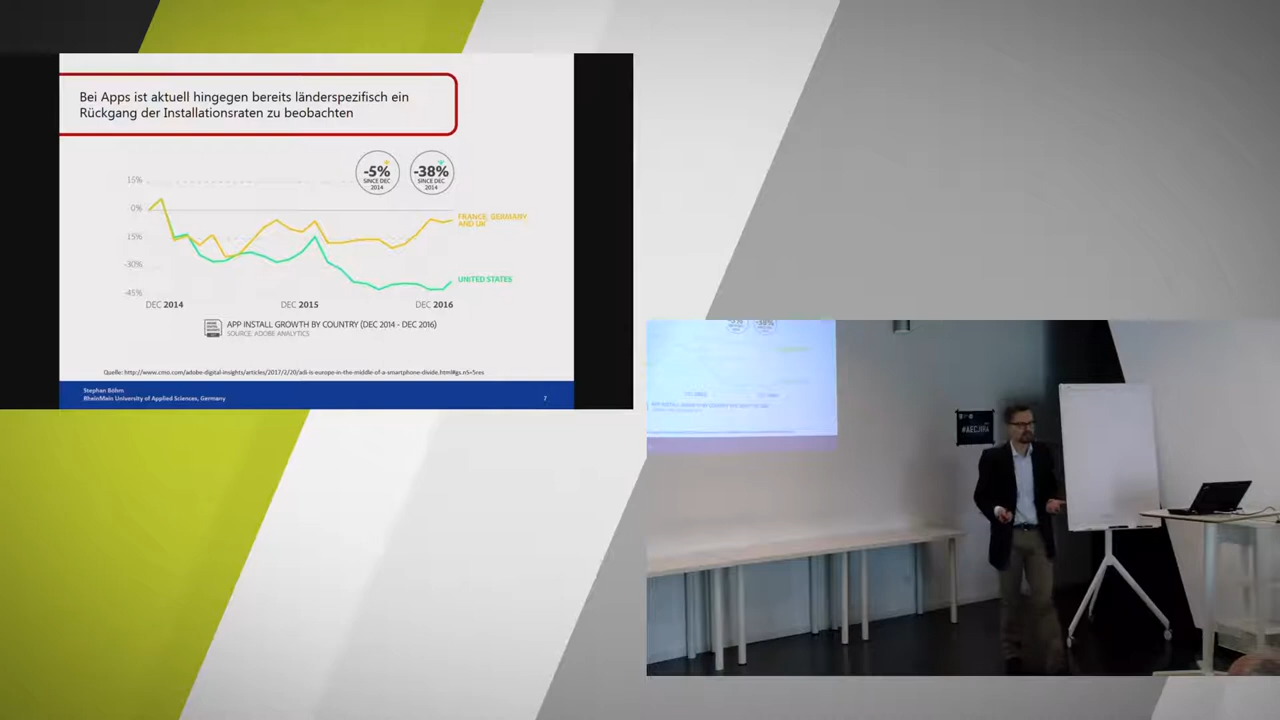 Bei Apps ist aktuell hingegen bereits länderspezifisch ein
Rückgang der Installationsraten zu beobachten
-5%
SINCE DEC
2014
-38%
SINCE DEC
2014
15%
0%
15%
-30%
-45%
FRANCE, GERMANY
AND UK
UNITED STATES
DEC 2014
DEC 2015
DEC 2016
APP INSTALL GROWTH BY COUNTRY (DEC 2014 - DEC 2016)
SOURCE: ADOBE ANALYTICS
Quelle: http://www.cmo.com/adobe-digital-insights/articles/2017/2/20/adi-is-europe-in-the-middle-of-a-smartphone-divide.html#gs.nS=5res
Stephan Böhm
RheinMain University of Applied Sciences, Germany
7